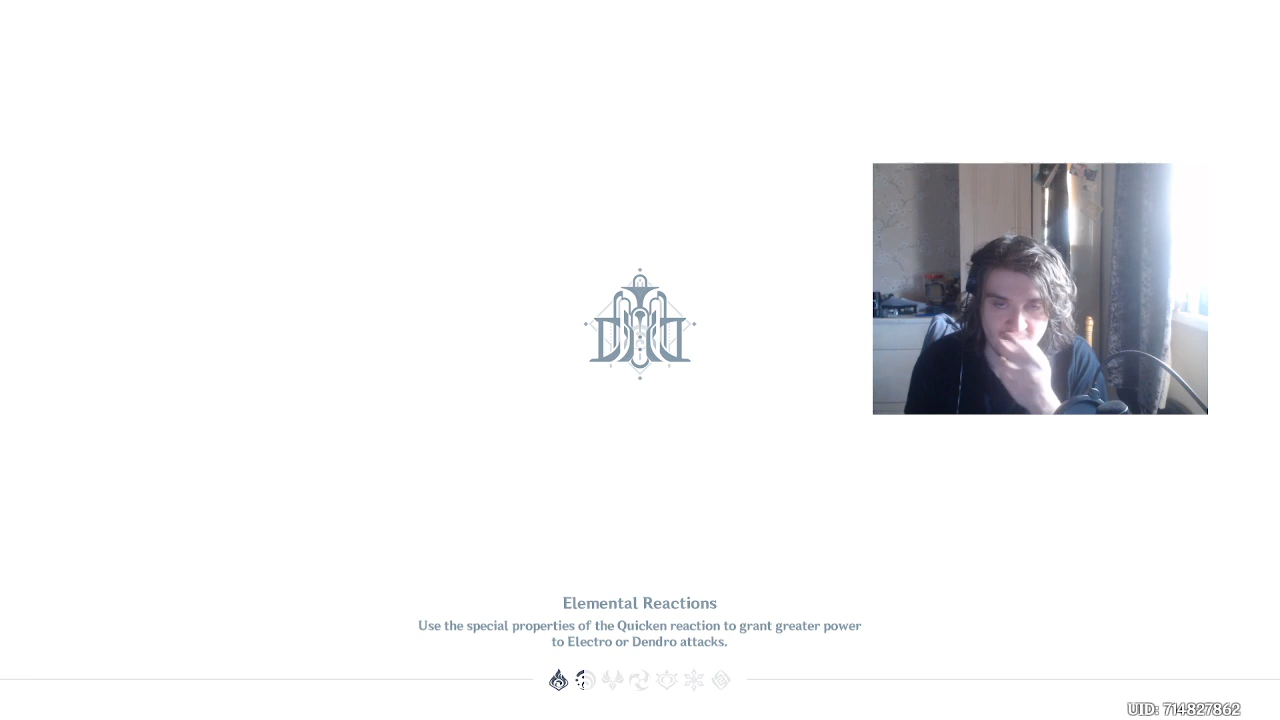 Elemental Reactions
Use the special properties of the Quicken reaction to grant greater power
to Electro or Dendro attacks.
UID: 714827862